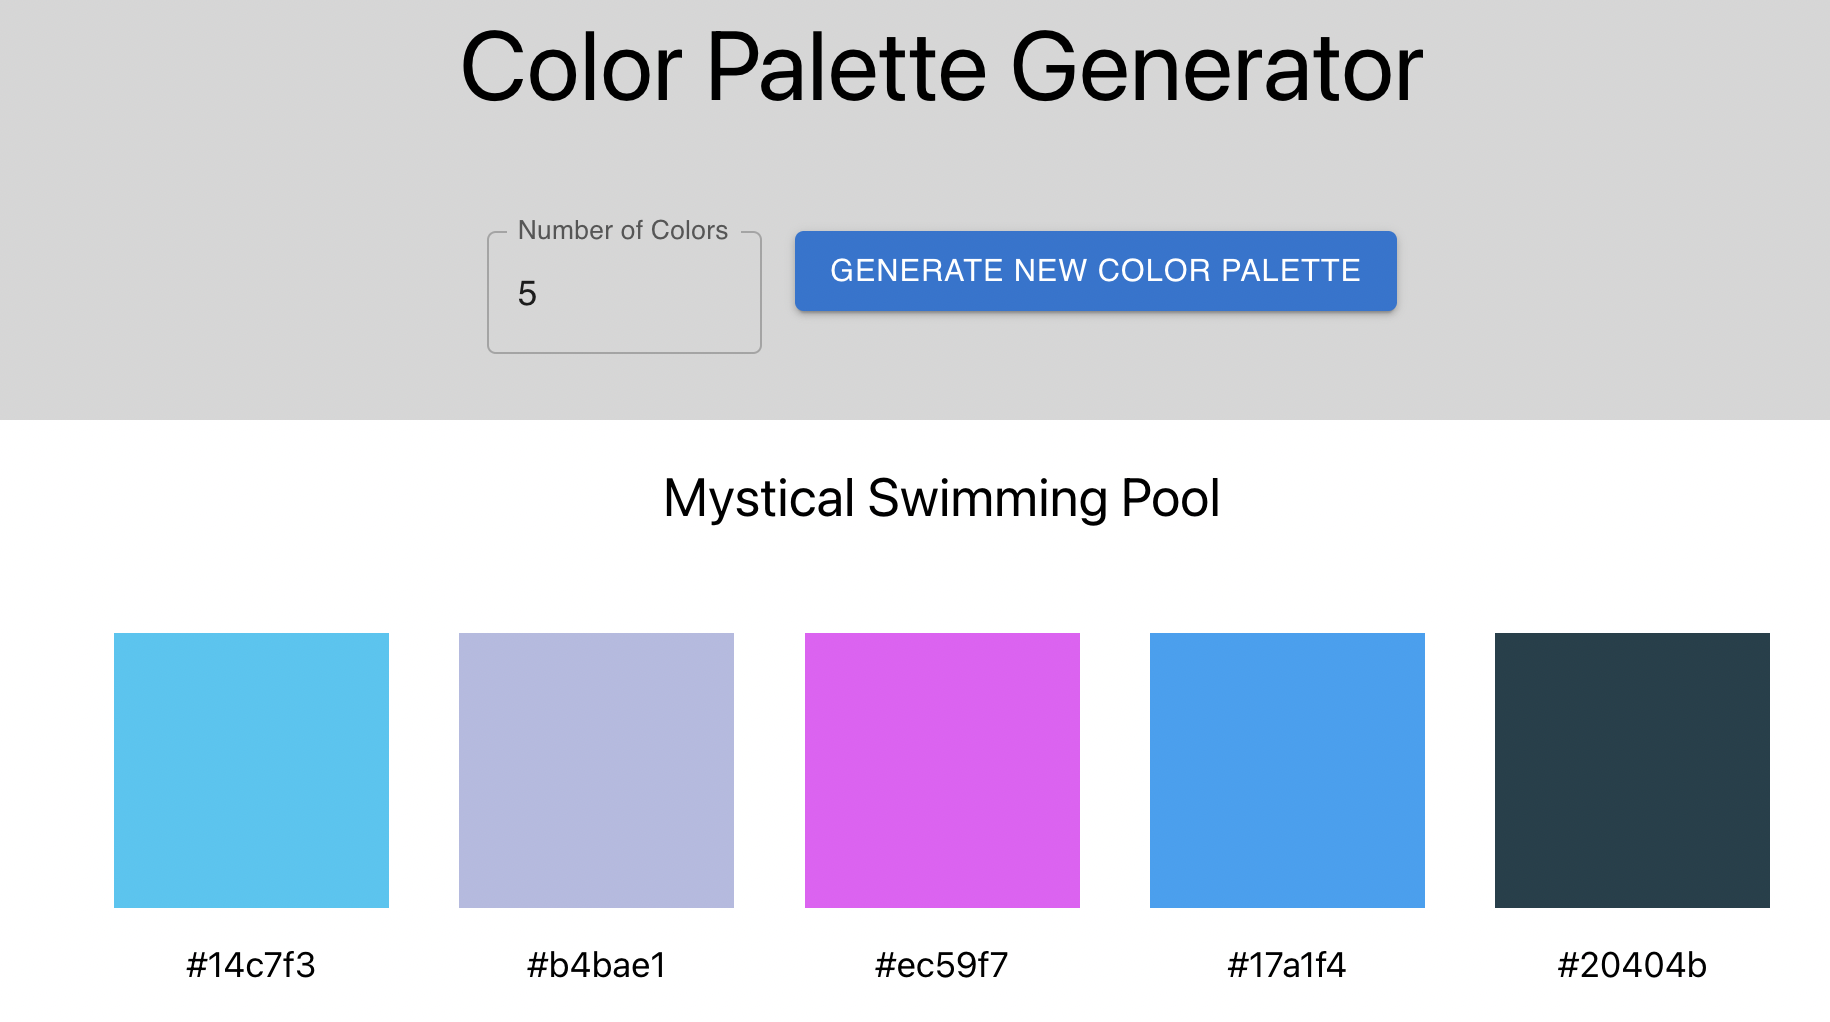 Color Palette Generator
Number of Colors
5
GENERATE NEW COLOR PALETTE
Mystical Swimming Pool
#14c7f3 #b4bae1 #ec59f7 #17a1f4 #20404b